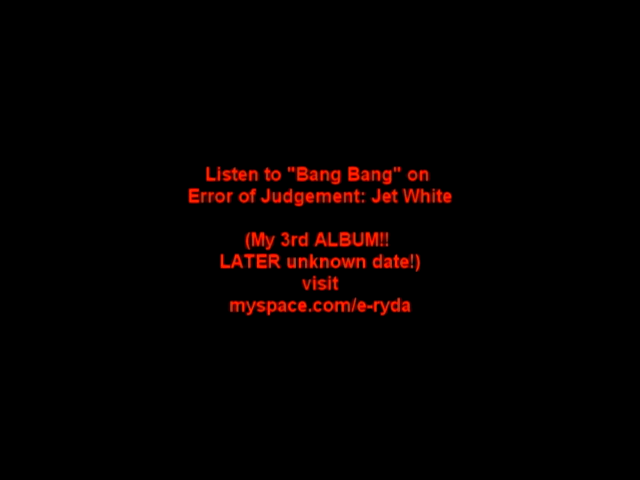 Listen to "Bang Bang" on
Error of Judgement: Jet White
(My 3rd ALBUM!!
LATER unknown date!)
visit
myspace.com/e-ryda